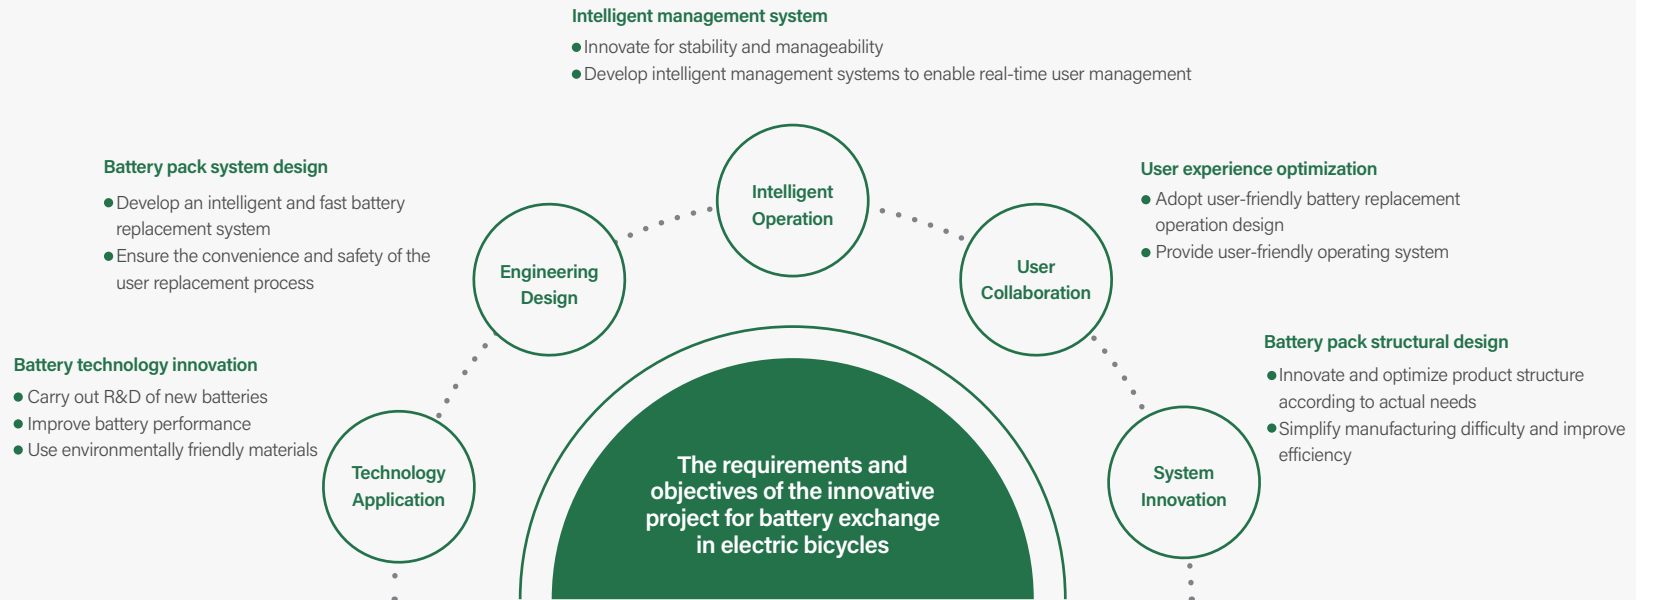 Intelligent management system
Innovate for stability and manageability
Develop intelligent management systems to enable real-time user management
Intelligent
Operation
Battery pack system design
Develop an intelligent and fast battery
replacement system
Ensure the convenience and safety of the
user replacement process
Engineering
Design
User experience optimization
Adopt user-friendly battery replacement
operation design
Provide user-friendly operating system
User
Collaboration
Battery technology innovation
Carry out R&D of new batteries
Improve battery performance
Use environmentally friendly materials
Technology
Application
Battery pack structural design
Innovate and optimize product structure
according to actual needs
Simplify manufacturing difficulty and improve
efficiency
System
Innovation
The requirements and
objectives of the innovative
project for battery exchange
in electric bicycles